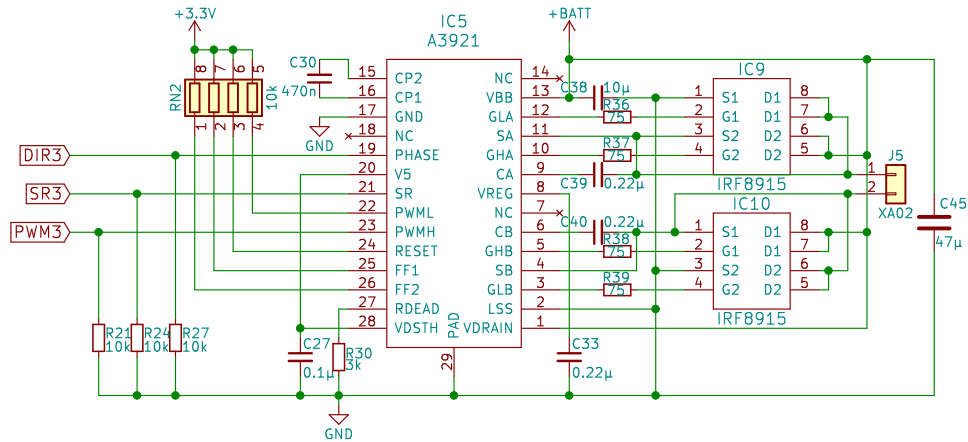 +3.3V
IC5
A3921
+BATT
RN2
8
7
6
5
10k
1
2
3
4
C30
470n
GND
DIR3
SR3
PWM3
15 CP2
16 CP1
17 GND
18 NC
19 PHASE
20 V5
21 SR
22 PWML
23 PWMH
24 RESET
25 FF1
26 FF2
27 RDEAD
28 VDSTH
PAD
29
NC 14
VBB 13
GLA 12
SA 11
GHA 10
CA 9
VREG 8
NC 7
CB 6
GHB 5
SB 4
GLB 3
LSS 2
VDRAIN 1
C38 10µ
R36
75
R37
75
C39 0.22µ
C40 0.22µ
R38
75
R39
75
IC9
1 S1 D1 8
2 G1 D1 7
3 S2 D2 6
4 G2 D2 5
IRF8915
IC10
1 S1 D1 8
2 G1 D1 7
3 S2 D2 6
4 G2 D2 5
IRF8915
J5
1
2
XA02
C45
47µ
R21
10k
R24
10k
R27
10k
C27
0.1µ
R30
3k
C33
0.22µ
GND